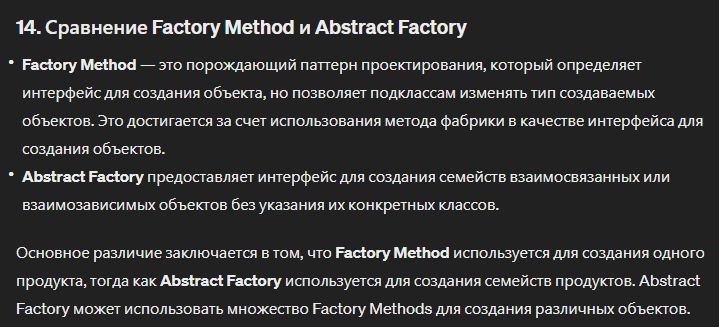 14. Сравнение Factory Method и Abstract Factory
• Factory Method — это порождающий паттерн проектирования, который определяет
интерфейс для создания объекта, но позволяет подклассам изменять тип создаваемых
объектов. Это достигается за счет использования метода фабрики в качестве интерфейса для
создания объектов.
• Abstract Factory предоставляет интерфейс для создания семейств взаимосвязанных или
взаимозависимых объектов без указания их конкретных классов.
Основное различие заключается в том, что Factory Method используется для создания одного
продукта, тогда как Abstract Factory используется для создания семейств продуктов. Abstract
Factory может использовать множество Factory Methods для создания различных объектов.